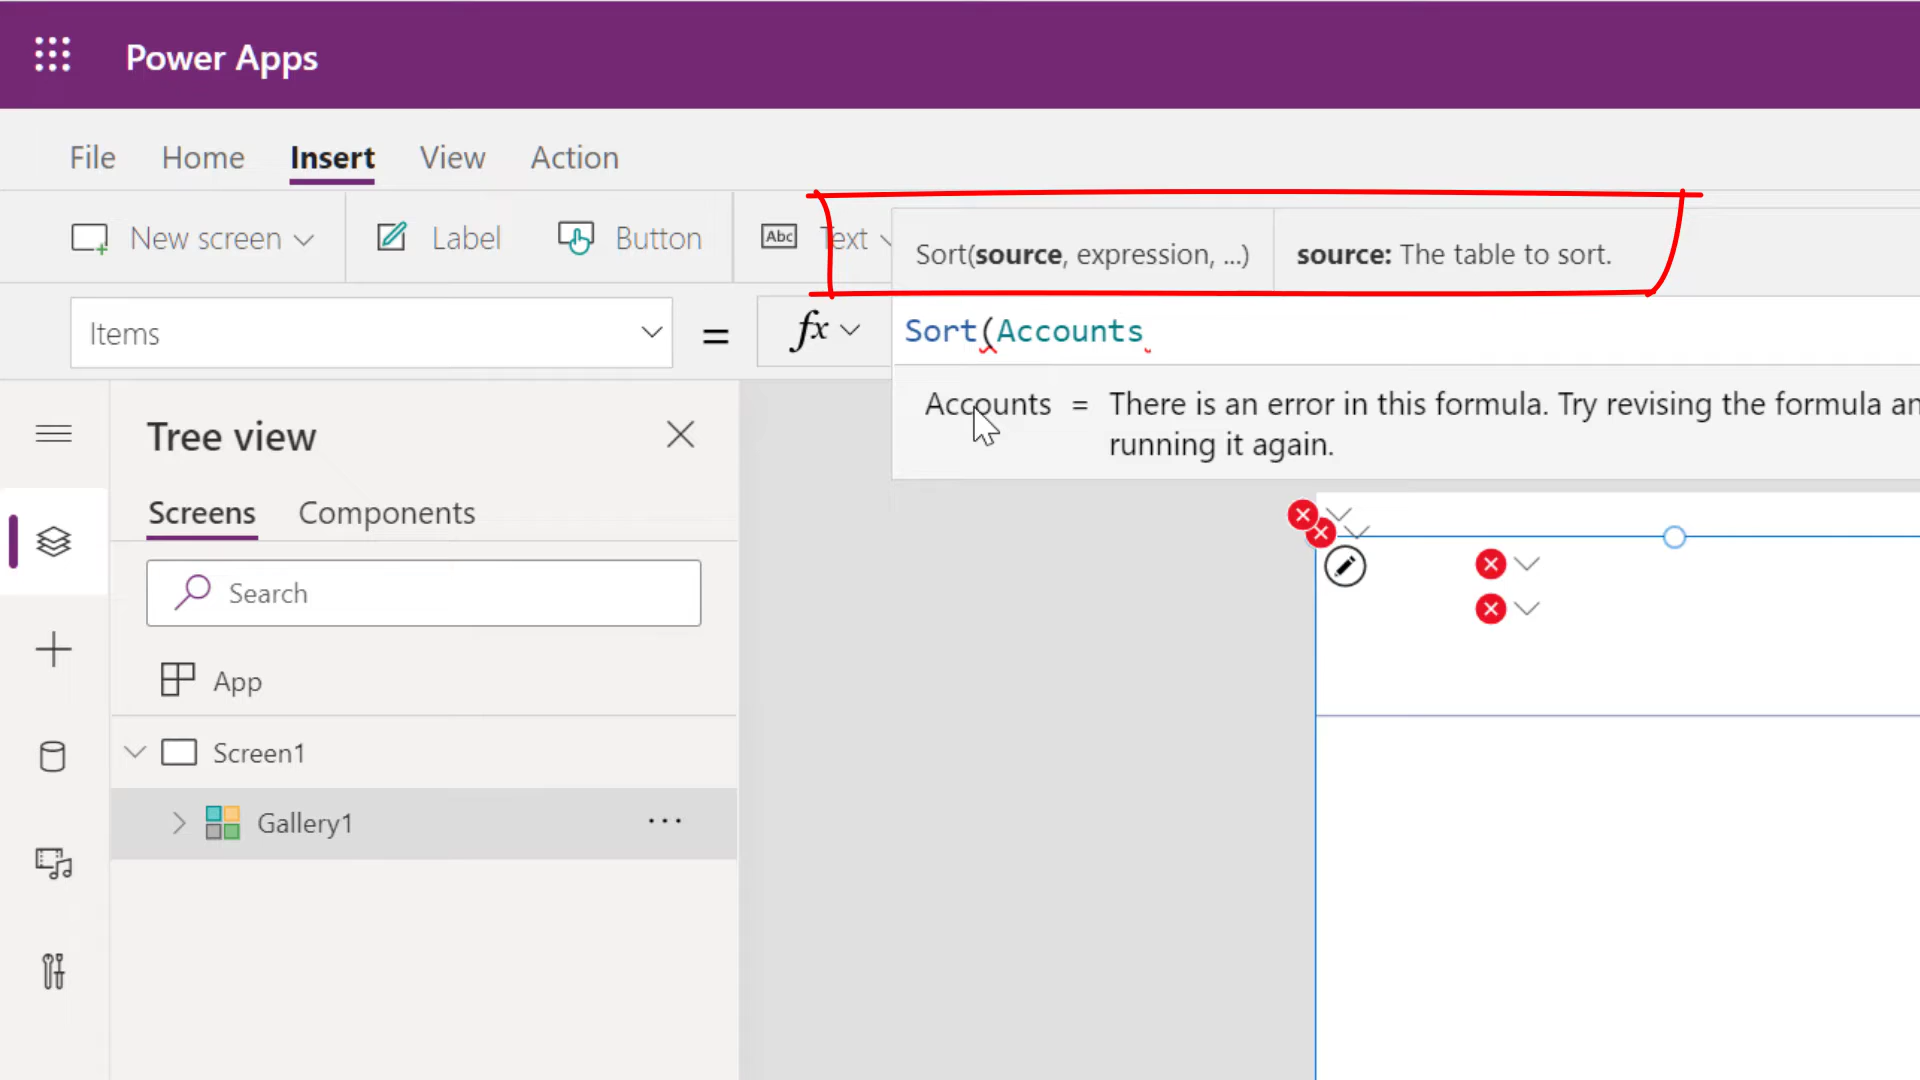 Power Apps
File Home Insert View Action
New screen Label Button Abc Text Sort(source, expression, ...) source: The table to sort.
Items = fx Sort(Accounts
Accounts = There is an error in this formula. Try revising the formula an
running it again.
Tree view
Screens Components
Search
App
Screen1
Gallery1